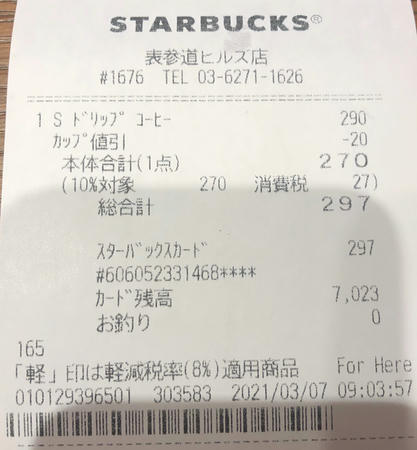 STARBUCKS®
表参道ヒルズ店
#1676 TEL 03-6271-1626
1 S ﾄﾞﾘｯﾌﾟ ｺｰﾋｰ 290
ｶｯﾌﾟ値引 -20
本体合計(1点) 270
(10%対象 270 消費税 27)
総合計 297
ｽﾀｰﾊﾞｯｸｽｶｰﾄﾞ 297
#606052331468****
ｶｰﾄﾞ残高 7,023
お釣り 0
165
「軽」印は軽減税率(8%)適用商品 For Here
010129396501 303583 2021/03/07 09:03:57